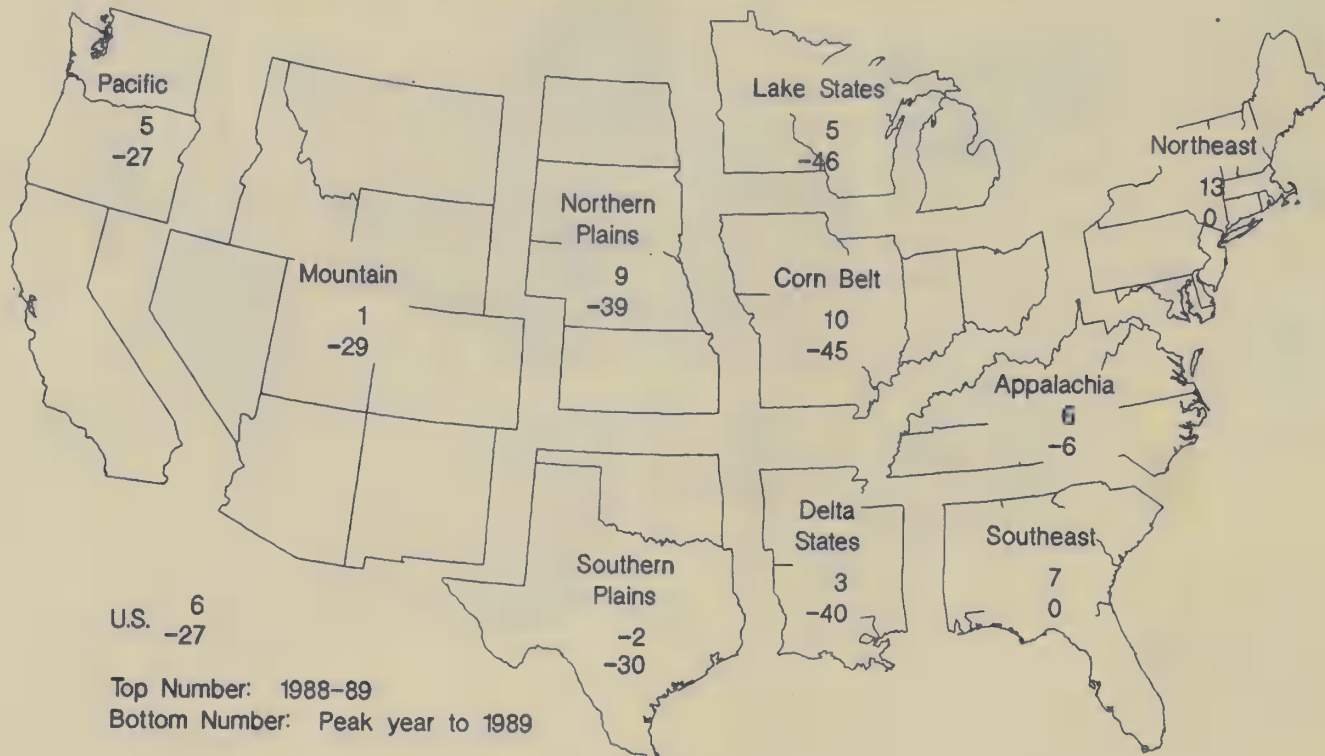 Pacific
5
-27
Mountain
1
-29
Northern
Plains
9
-39
Lake States
5
-46
Corn Belt
10
-45
Northeast
13
0
Appalachia
6
-6
Southern
Plains
-2
-30
Delta
States
3
-40
Southeast
7
0
U.S. 6
-27
Top Number: 1988-89
Bottom Number: Peak year to 1989